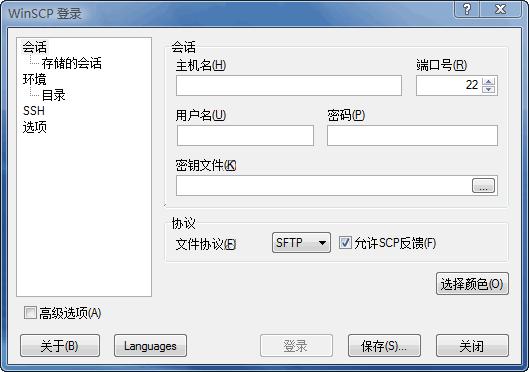 WinSCP 登录
会话
存储的会话
环境
目录
SSH
选项
会话
主机名(H) 端口号(R)
22
用户名(U) 密码(P)
密钥文件(K)
...
协议
文件协议(F) SFTP 允许SCP反馈(F)
选择颜色(O)
高级选项(A)
关于(B) Languages 登录 保存(S)... 关闭